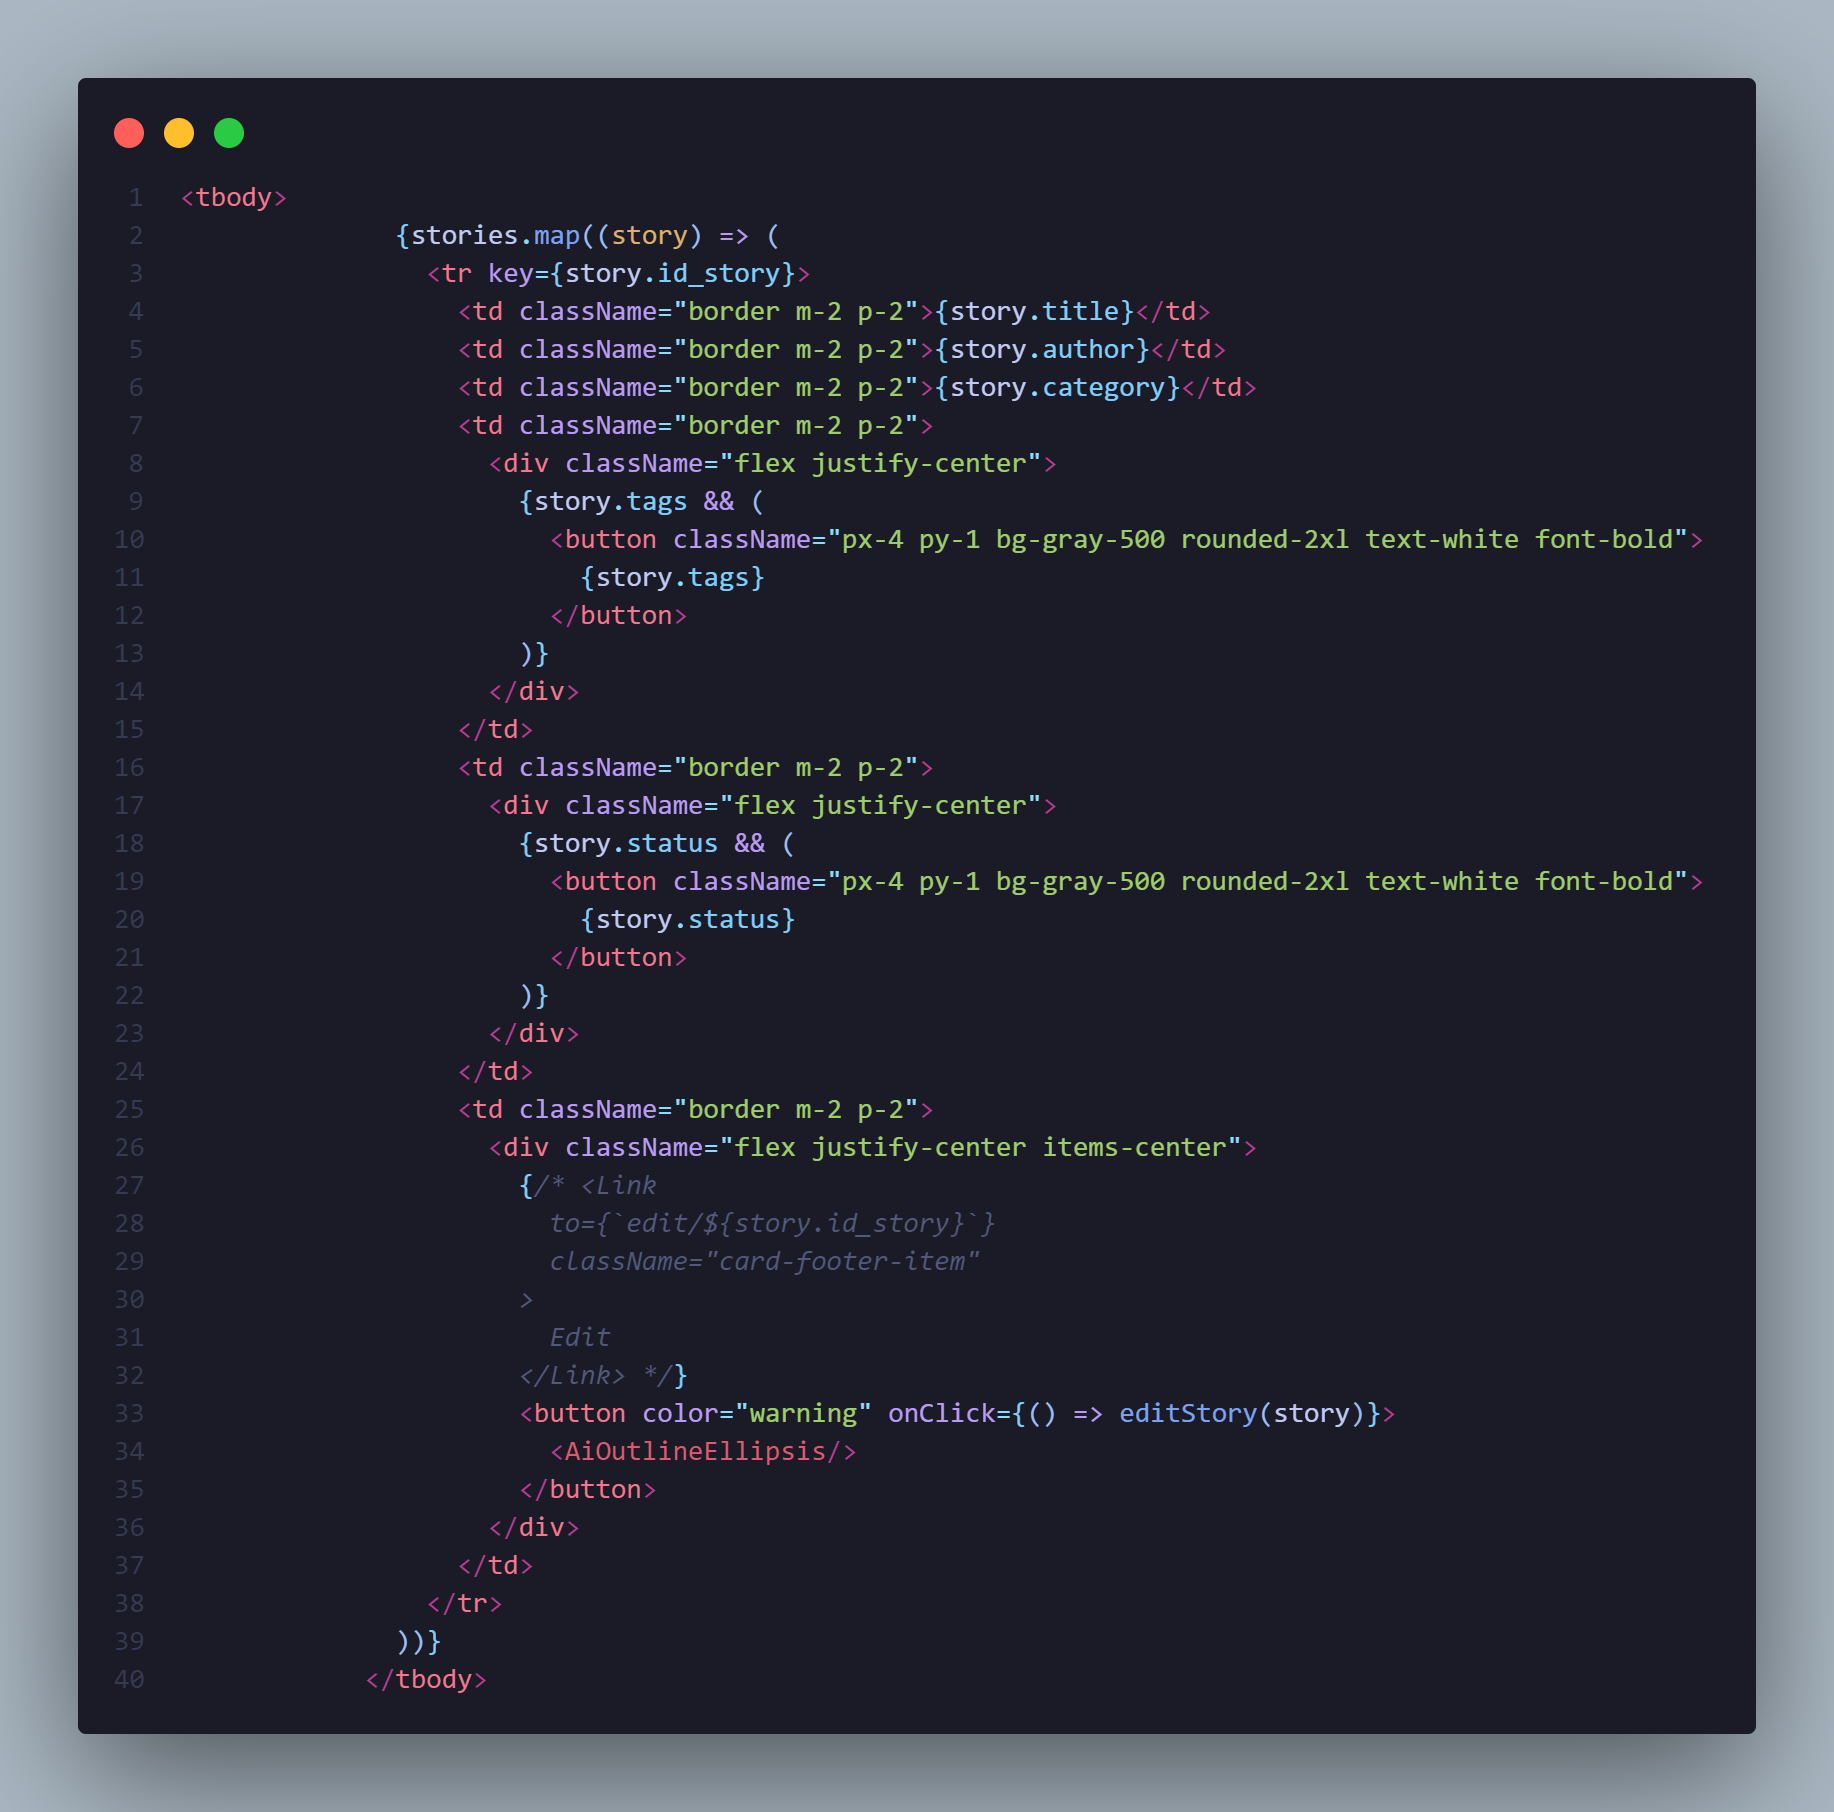 1 <tbody>
2 {stories.map((story) => (
3 <tr key={story.id_story}>
4 <td className="border m-2 p-2">{story.title}</td>
5 <td className="border m-2 p-2">{story.author}</td>
6 <td className="border m-2 p-2">{story.category}</td>
7 <td className="border m-2 p-2">
8 <div className="flex justify-center">
9 {story.tags && (
10 <button className="px-4 py-1 bg-gray-500 rounded-2xl text-white font-bold">
11 {story.tags}
12 </button>
13 )}
14 </div>
15 </td>
16 <td className="border m-2 p-2">
17 <div className="flex justify-center">
18 {story.status && (
19 <button className="px-4 py-1 bg-gray-500 rounded-2xl text-white font-bold">
20 {story.status}
21 </button>
22 )}
23 </div>
24 </td>
25 <td className="border m-2 p-2">
26 <div className="flex justify-center items-center">
27 {/* <Link
28 to={`edit/${story.id_story}`}
29 className="card-footer-item"
30 >
31 Edit
32 </Link> */}
33 <button color="warning" onClick={() => editStory(story)}>
34 <AiOutlineEllipsis/>
35 </button>
36 </div>
37 </td>
38 </tr>
39 ))}
40 </tbody>